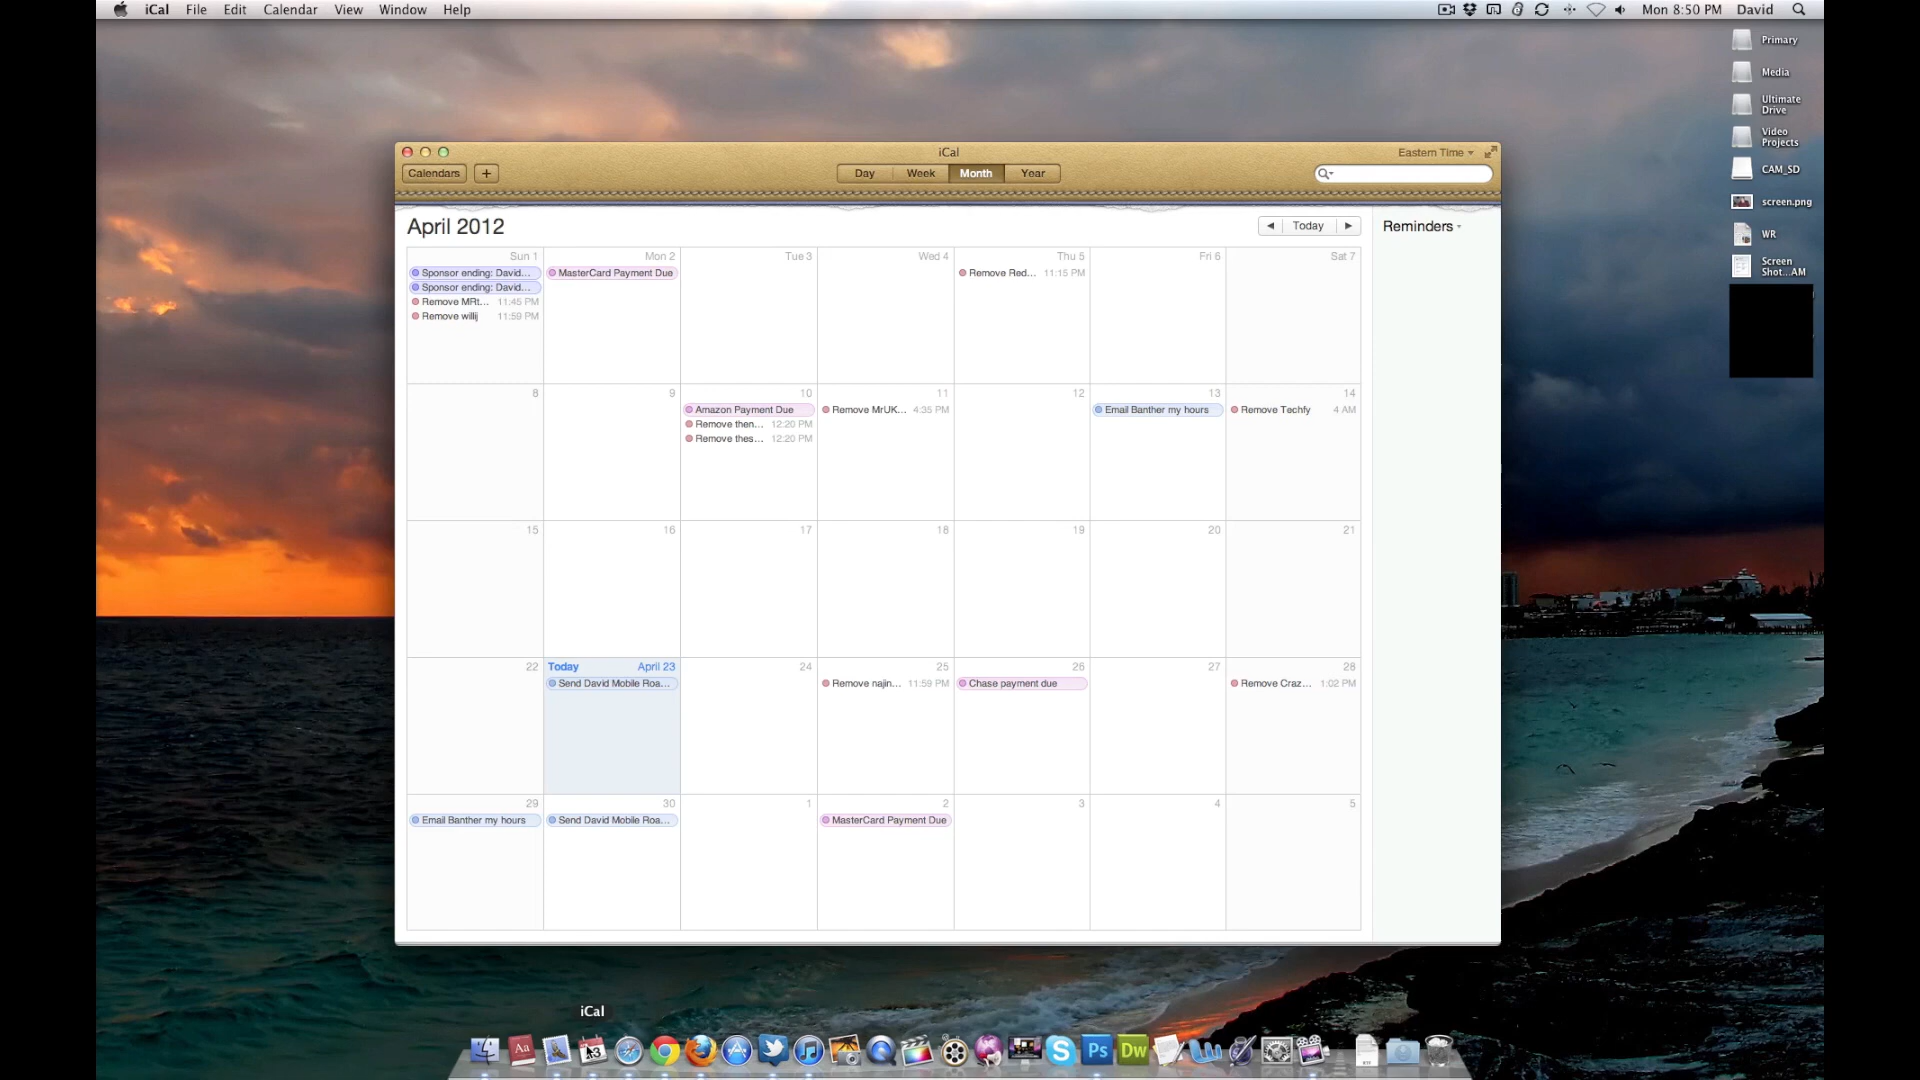 iCal File Edit Calendar View Window Help
Mon 8:50 PM David
Primary
Media
Ultimate
Drive
Video
Projects
CAM_SD
screen.png
WR
Screen
Shot...AM
iCal
Eastern Time
Calendars +
Day Week Month Year
April 2012
Today
Reminders
Sun 1 Mon 2 Tue 3 Wed 4 Thu 5 Fri 6 Sat 7
Sponsor ending: David... MasterCard Payment Due Remove Red... 11:15 PM
Sponsor ending: David...
Remove MRt... 11:45 PM
Remove willij 11:59 PM
8 9 10 11 12 13 14
Amazon Payment Due Remove MrUK... 4:35 PM Email Banther my hours Remove Techfy 4 AM
Remove then... 12:20 PM
Remove thes... 12:20 PM
15 16 17 18 19 20 21
22 Today April 23 24 25 26 27 28
Send David Mobile Roa... Remove najin... 11:59 PM Chase payment due Remove Craz... 1:02 PM
29 30 1 2 3 4 5
Email Banther my hours Send David Mobile Roa... MasterCard Payment Due
iCal
Aa
Ps
Dw